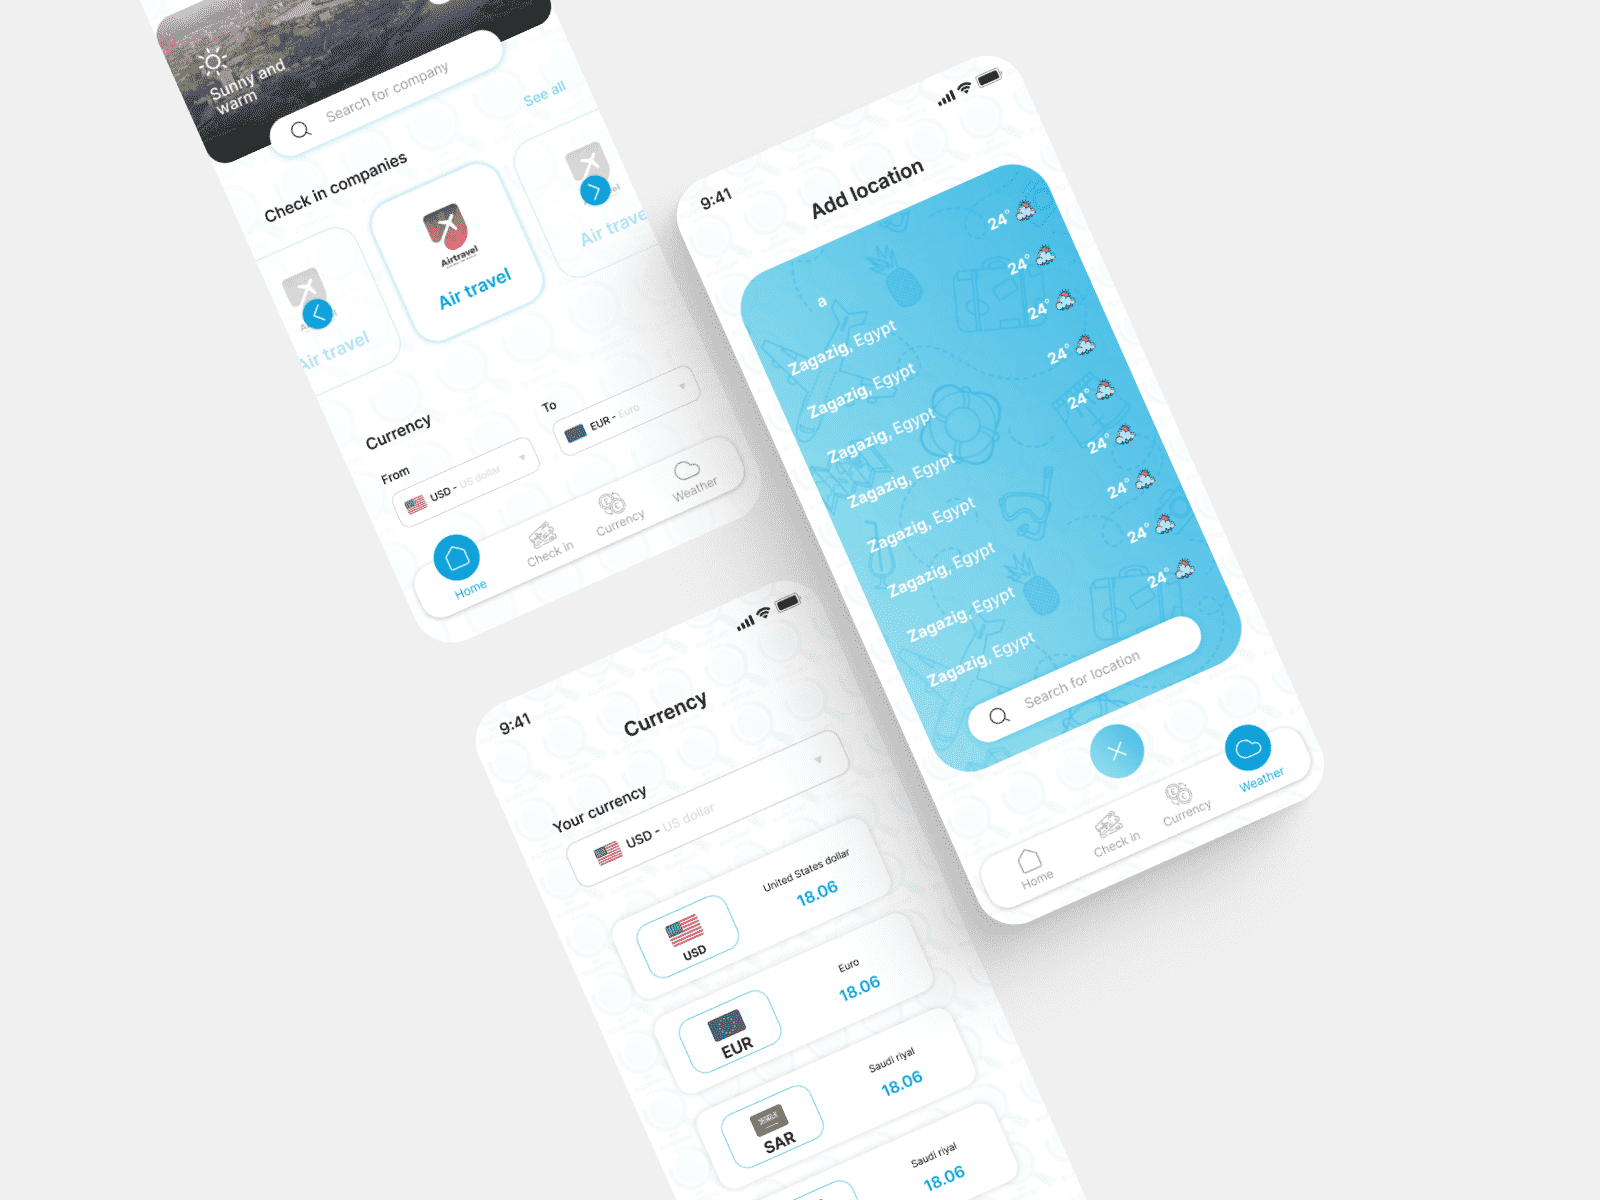 Sunny and
warm
Search for company
See all
Check in companies
Airtravel
Air travel
Air travel
Air trave
Currency
From
USD - US dollar
To
EUR - Euro
Home
Check in
Currency
Weather
9:41
Add location
a
24°
Zagazig, Egypt
24°
Zagazig, Egypt
24°
Zagazig, Egypt
24°
Zagazig, Egypt
24°
Zagazig, Egypt
24°
Zagazig, Egypt
24°
Zagazig, Egypt
24°
Zagazig, Egypt
24°
Search for location
Home
Check in
Currency
Weather
9:41
Currency
Your currency
USD - US dollar
USD
United States dollar
18.06
EUR
Euro
18.06
SAR
Saudi riyal
18.06
Saudi riyal
18.06